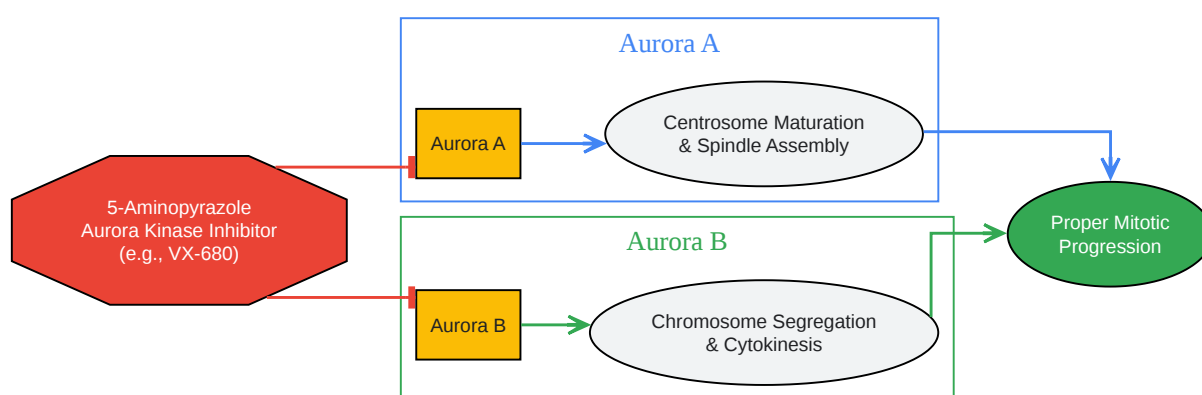 Aurora A
Aurora A
Centrosome Maturation
& Spindle Assembly
5-Aminopyrazole
Aurora Kinase Inhibitor
(e.g., VX-680)
Proper Mitotic
Progression
Aurora B
Aurora B
Chromosome Segregation
& Cytokinesis